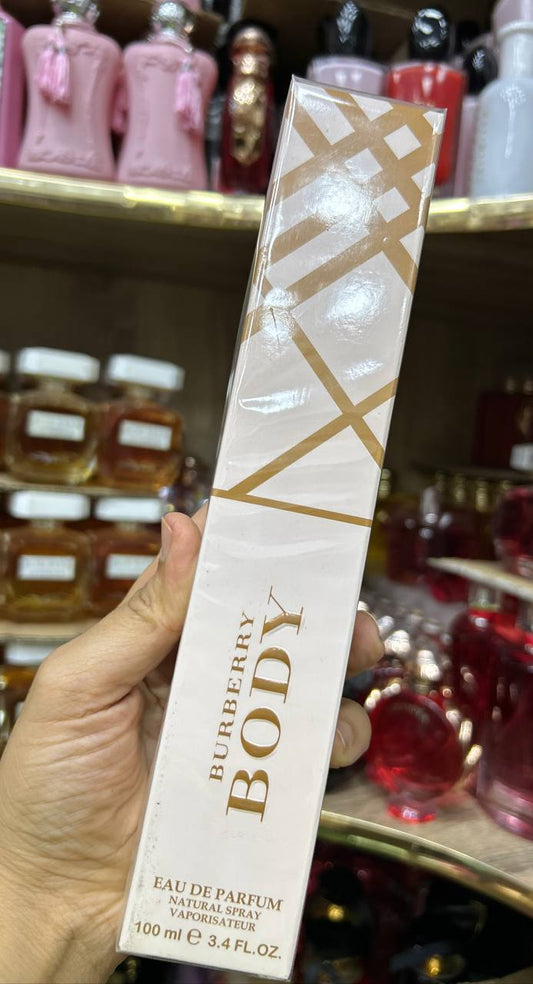 BURBERRY
BODY
EAU DE PARFUM
NATURAL SPRAY
VAPORISATEUR
100 ml ℮ 3.4 FL.OZ.